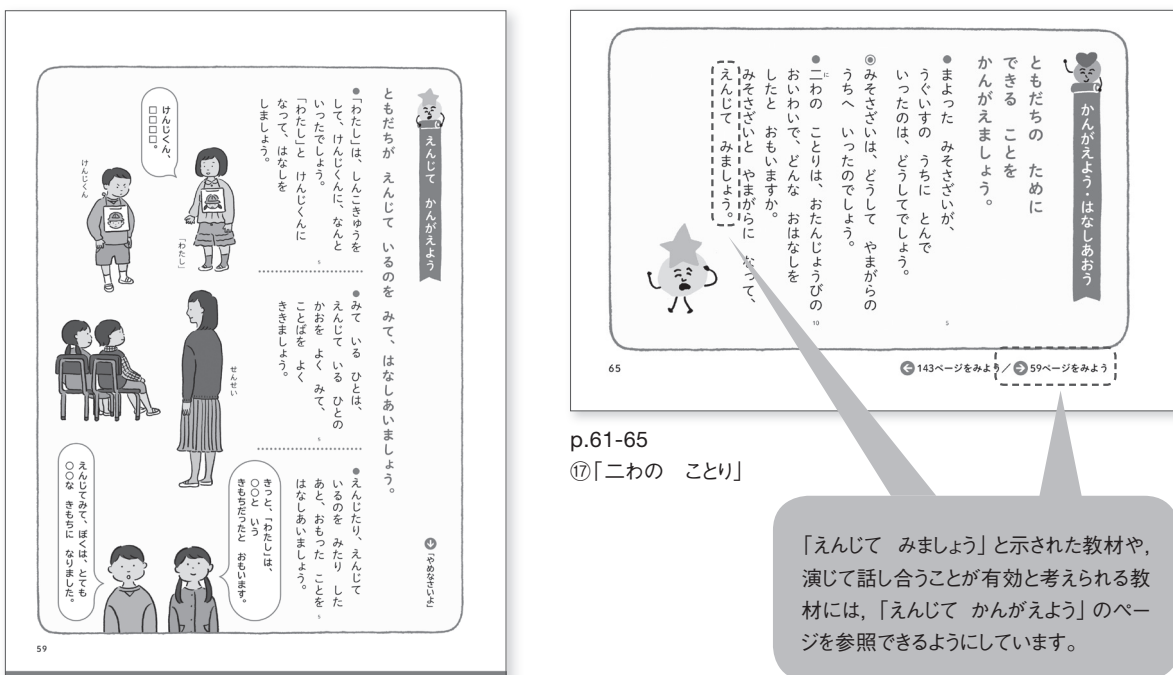 えんじて かんがえよう
ともだちが えんじて いるのを みて、はなしあいましょう。
●「わたし」は、しんこきゅうを
して、けんじくんに、なんと
いったでしょう。
「わたし」と けんじくんに
なって、はなしを
しましょう。
5
けんじくん、
□□□□。
「わたし」
けんじくん
●みて いる ひとは、
えんじて いる ひとの
かおを よく みて、
ことばを よく
ききましょう。
5
せんせい
●えんじたり、えんじて
いるのを みたり した
あと、おもった ことを
はなしあいましょう。
5
きっと、「わたし」は、
○○と いう
きもちだったと おもいます。
えんじてみて、ぼくは、とても
○○な きもちに なりました。
「やめなさいよ」
59
かんがえよう・はなしあおう
ともだちの ために
できる ことを
かんがえましょう。
●まよった みそさざいが、
うぐいすの うちに とんで
いったのは、どうしてでしょう。
5
◉みそさざいは、どうして やまがらの
うちへ いったのでしょう。
●二わの ことりは、おたんじょうびの
に
おいわいで、どんな おはなしを
したと おもいますか。
10
みそさざいと やまがらに なって、
えんじて みましょう。
65
143ページをみよう/59ページをみよう
p.61-65
⑰「二わの ことり」
「えんじて みましょう」と示された教材や,
演じて話し合うことが有効と考えられる教
材には,「えんじて かんがえよう」のペー
ジを参照できるようにしています。